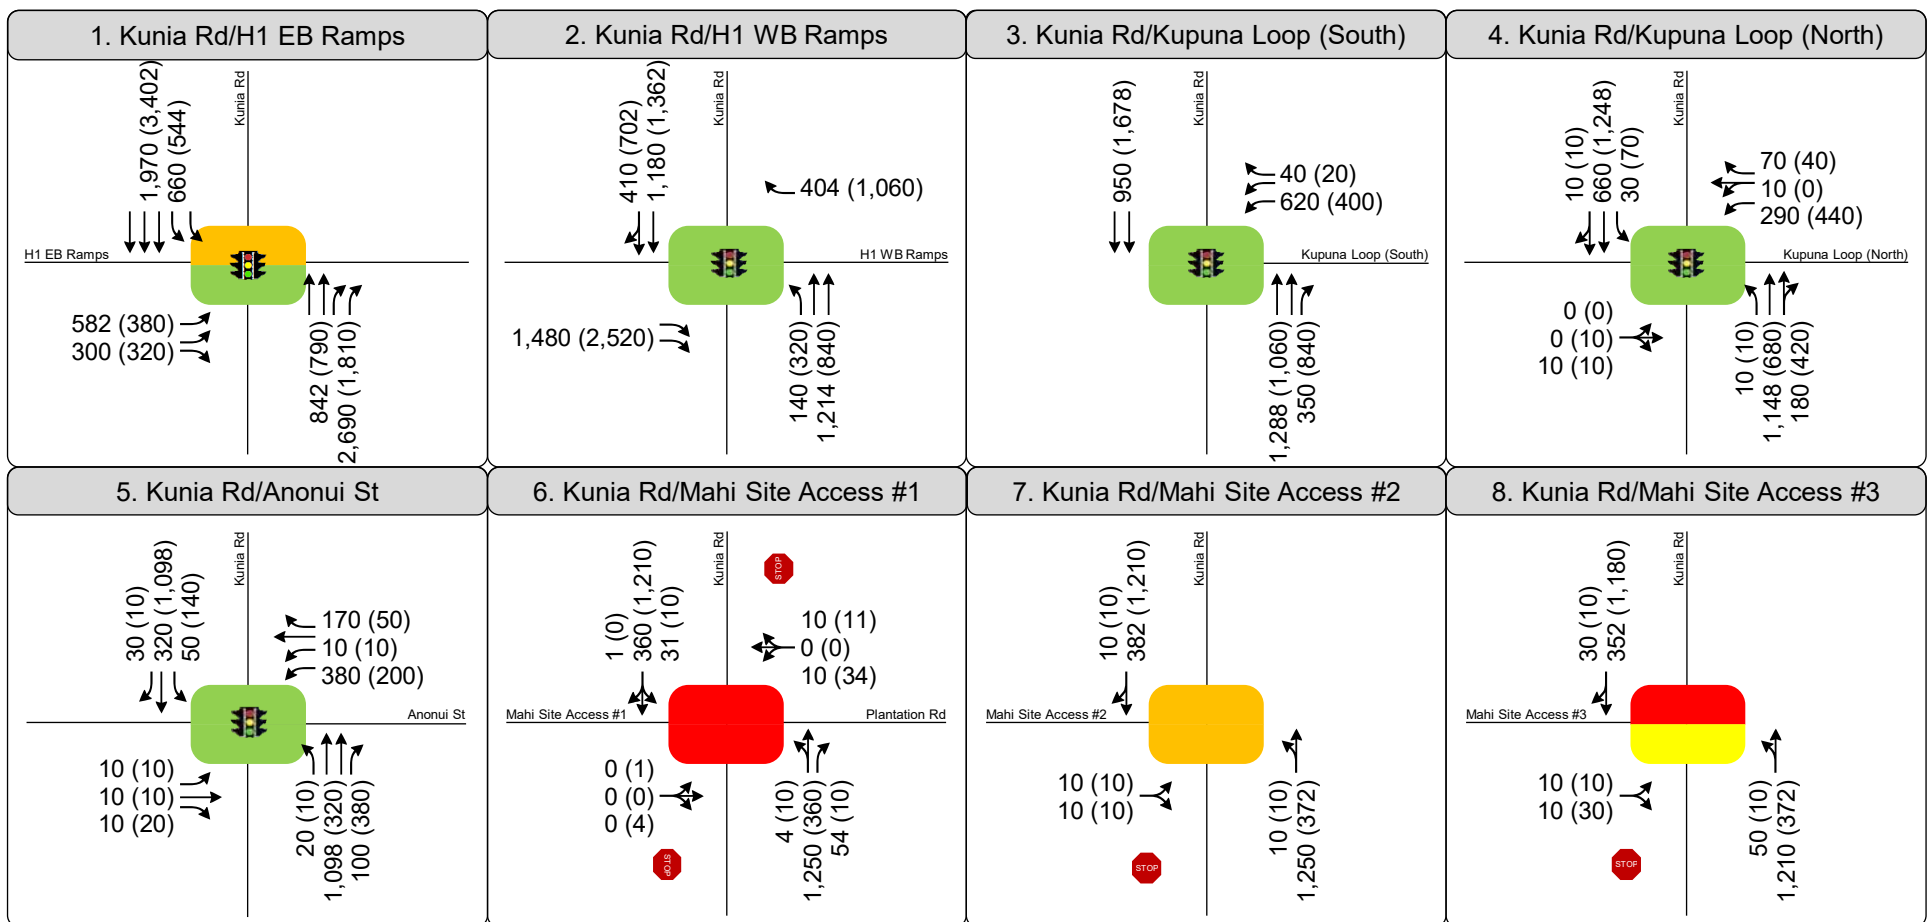 1. Kunia Rd/H1 EB Ramps
1,970 (3,402)
660 (544)
Kunia Rd
H1 EB Ramps
582 (380)
300 (320)
842 (790)
2,690 (1,810)
2. Kunia Rd/H1 WB Ramps
410 (702)
1,180 (1,362)
Kunia Rd
404 (1,060)
H1 WB Ramps
1,480 (2,520)
140 (320)
1,214 (840)
3. Kunia Rd/Kupuna Loop (South)
950 (1,678)
Kunia Rd
40 (20)
620 (400)
Kupuna Loop (South)
1,288 (1,060)
350 (840)
4. Kunia Rd/Kupuna Loop (North)
10 (10)
660 (1,248)
30 (70)
Kunia Rd
70 (40)
10 (0)
290 (440)
Kupuna Loop (North)
0 (0)
0 (10)
10 (10)
10 (10)
1,148 (680)
180 (420)
5. Kunia Rd/Anonui St
30 (10)
320 (1,098)
50 (140)
Kunia Rd
170 (50)
10 (10)
380 (200)
Anonui St
10 (10)
10 (10)
10 (20)
20 (10)
1,098 (320)
100 (380)
6. Kunia Rd/Mahi Site Access #1
1 (0)
360 (1,210)
31 (10)
Kunia Rd
STOP
10 (11)
0 (0)
10 (34)
Mahi Site Access #1
Plantation Rd
0 (1)
0 (0)
0 (4)
STOP
4 (10)
1,250 (360)
54 (10)
7. Kunia Rd/Mahi Site Access #2
10 (10)
382 (1,210)
Kunia Rd
Mahi Site Access #2
10 (10)
10 (10)
STOP
10 (10)
1,250 (372)
8. Kunia Rd/Mahi Site Access #3
30 (10)
352 (1,180)
Kunia Rd
Mahi Site Access #3
10 (10)
10 (30)
STOP
50 (10)
1,210 (372)